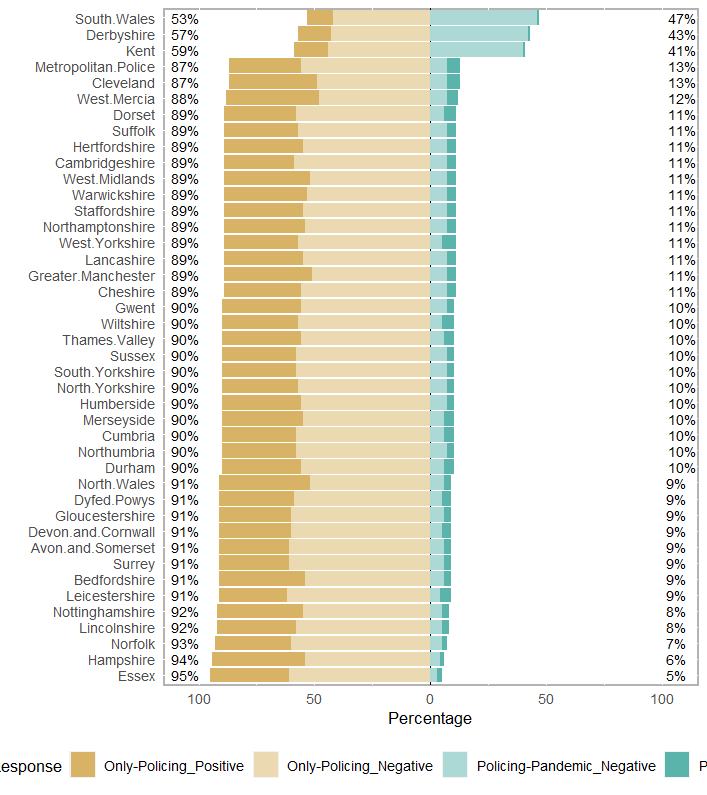 South.Wales 53% 47%
Derbyshire 57% 43%
Kent 59% 41%
Metropolitan.Police 87% 13%
Cleveland 87% 13%
West.Mercia 88% 12%
Dorset 89% 11%
Suffolk 89% 11%
Hertfordshire 89% 11%
Cambridgeshire 89% 11%
West.Midlands 89% 11%
Warwickshire 89% 11%
Staffordshire 89% 11%
Northamptonshire 89% 11%
West.Yorkshire 89% 11%
Lancashire 89% 11%
Greater.Manchester 89% 11%
Cheshire 89% 11%
Gwent 90% 10%
Wiltshire 90% 10%
Thames.Valley 90% 10%
Sussex 90% 10%
South.Yorkshire 90% 10%
North.Yorkshire 90% 10%
Humberside 90% 10%
Merseyside 90% 10%
Cumbria 90% 10%
Northumbria 90% 10%
Durham 90% 10%
North.Wales 91% 9%
Dyfed.Powys 91% 9%
Gloucestershire 91% 9%
Devon.and.Cornwall 91% 9%
Avon.and.Somerset 91% 9%
Surrey 91% 9%
Bedfordshire 91% 9%
Leicestershire 91% 9%
Nottinghamshire 92% 8%
Lincolnshire 92% 8%
Norfolk 93% 7%
Hampshire 94% 6%
Essex 95% 5%
100 50 0 50 100
Percentage
esponse Only-Policing_Positive Only-Policing_Negative Policing-Pandemic_Negative P